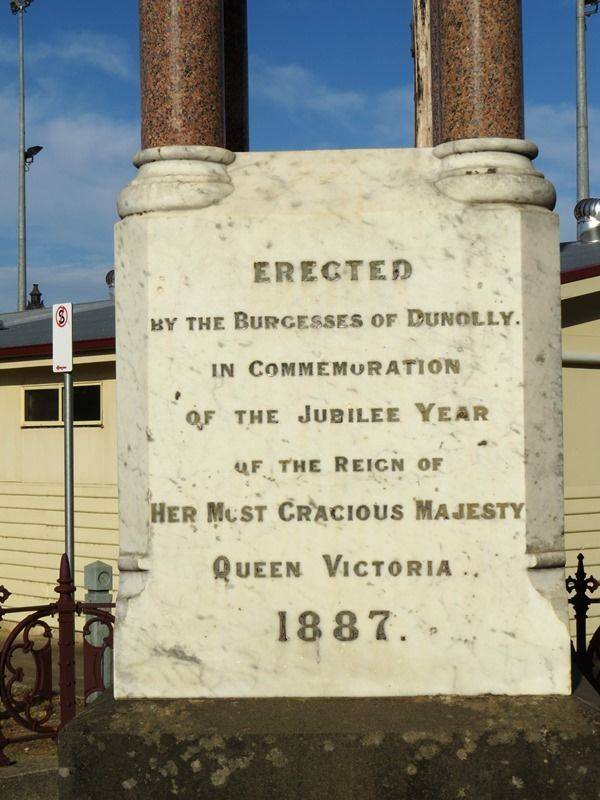 ERECTED
BY THE BURGESSES OF DUNOLLY.
IN COMMEMORATION
OF THE JUBILEE YEAR
OF THE REIGN OF
HER MOST GRACIOUS MAJESTY
QUEEN VICTORIA.
1887.
S